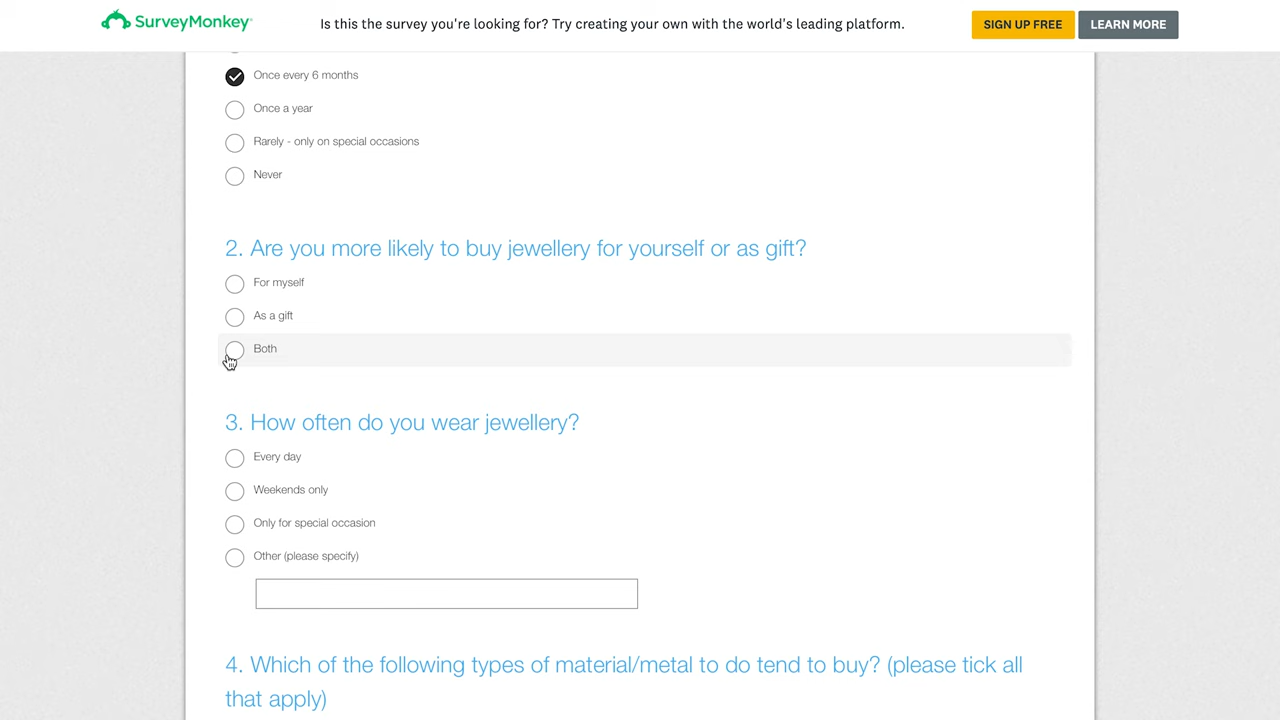 SurveyMonkey
Is this the survey you're looking for? Try creating your own with the world's leading platform.
SIGN UP FREE
LEARN MORE
Once every 6 months
Once a year
Rarely - only on special occasions
Never
2. Are you more likely to buy jewellery for yourself or as gift?
For myself
As a gift
Both
3. How often do you wear jewellery?
Every day
Weekends only
Only for special occasion
Other (please specify)
4. Which of the following types of material/metal to do tend to buy? (please tick all
that apply)